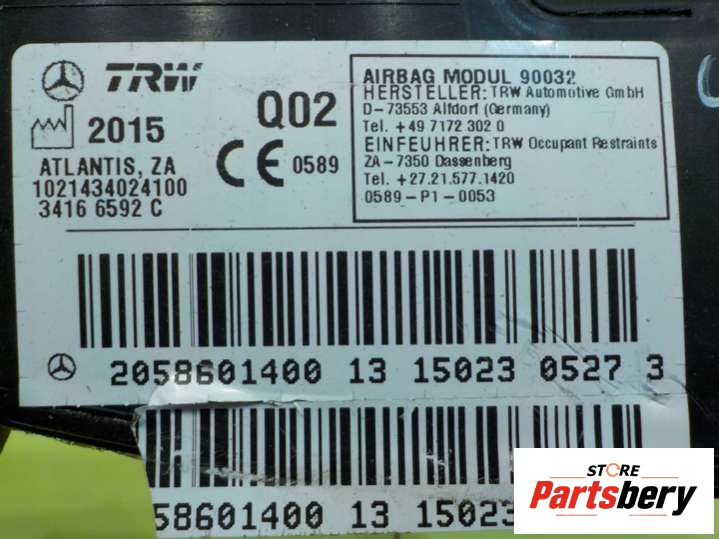 TRW
2015
Q02
0589
ATLANTIS, ZA
1021434024100
3416 6592 C
AIRBAG MODUL 90032
HERSTELLER: TRW Automotive GmbH
D-73553 Alfdorf (Germany)
Tel. +49 7172 302 0
EINFEUHRER: TRW Occupant Restraints
ZA-7350 Dassenberg
Tel. +27.21.577.1420
0589-P1-0053
2058601400 13 15023 0527 3
58601400 13 15023
STORE
Partsbery